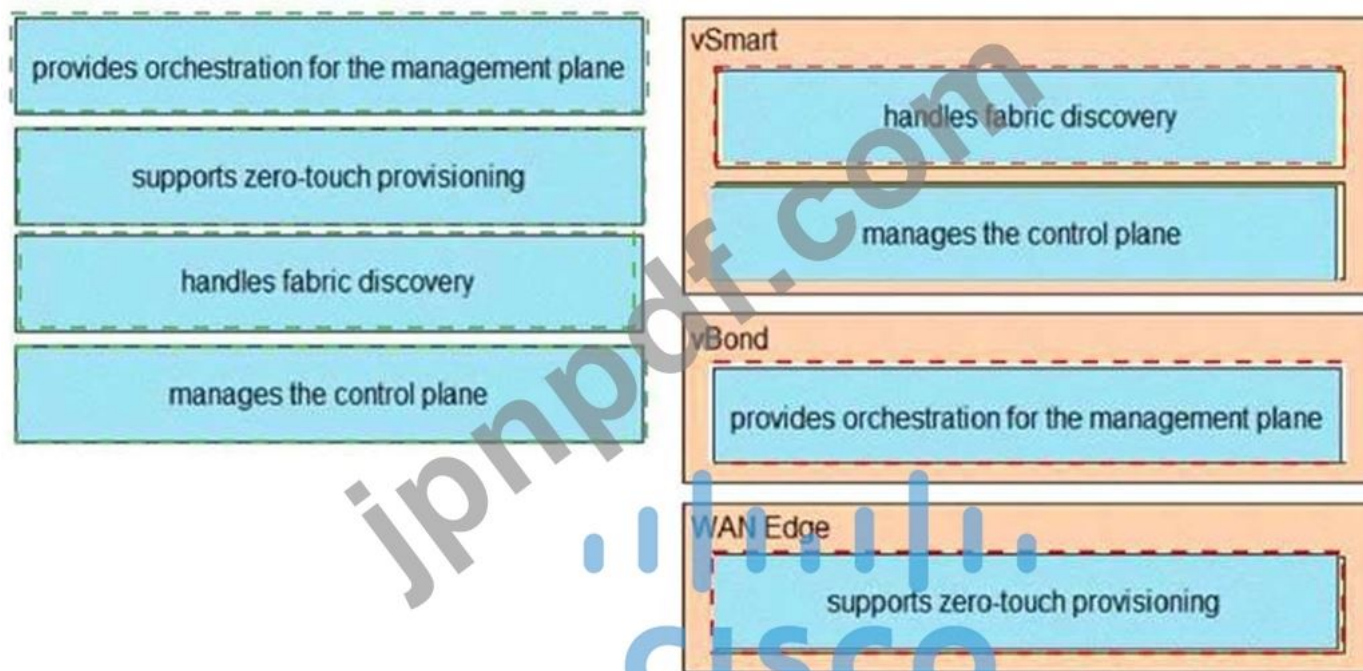 provides orchestration for the management plane
supports zero-touch provisioning
handles fabric discovery
manages the control plane
vSmart
handles fabric discovery
manages the control plane
vBond
provides orchestration for the management plane
WAN Edge
supports zero-touch provisioning
jpnpdf.com
cisco